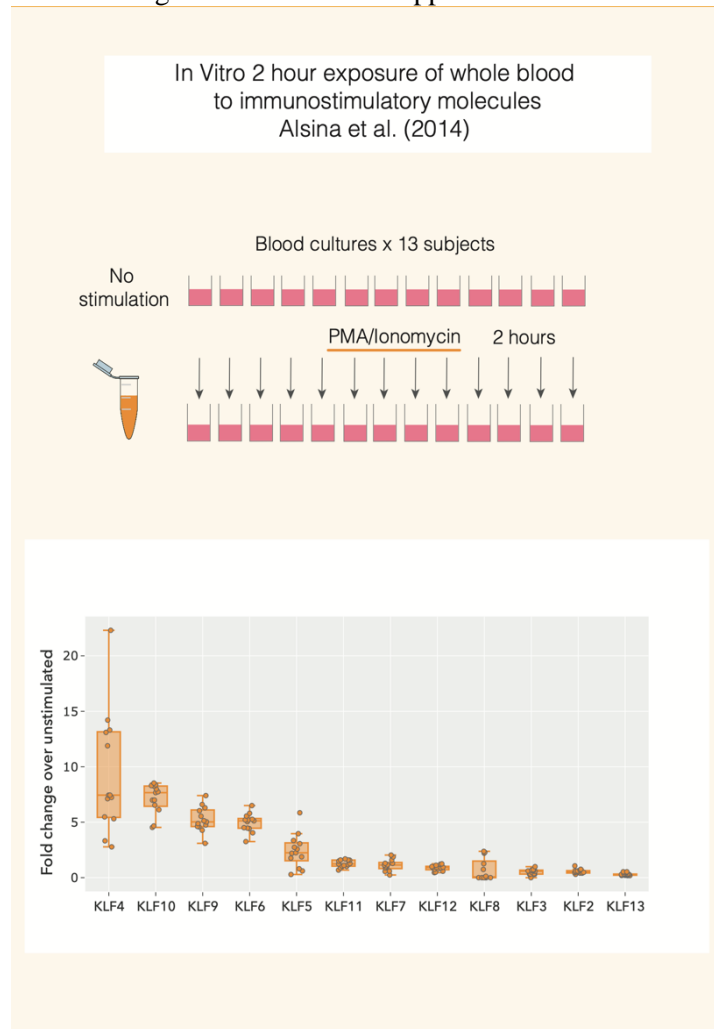 In Vitro 2 hour exposure of whole blood
to immunostimulatory molecules
Alsina et al. (2014)
Blood cultures x 13 subjects
No
stimulation
PMA/Ionomycin 2 hours
Fold change over unstimulated
20
15
10
5
0
KLF4 KLF10 KLF9 KLF6 KLF5 KLF11 KLF7 KLF12 KLF8 KLF3 KLF2 KLF13